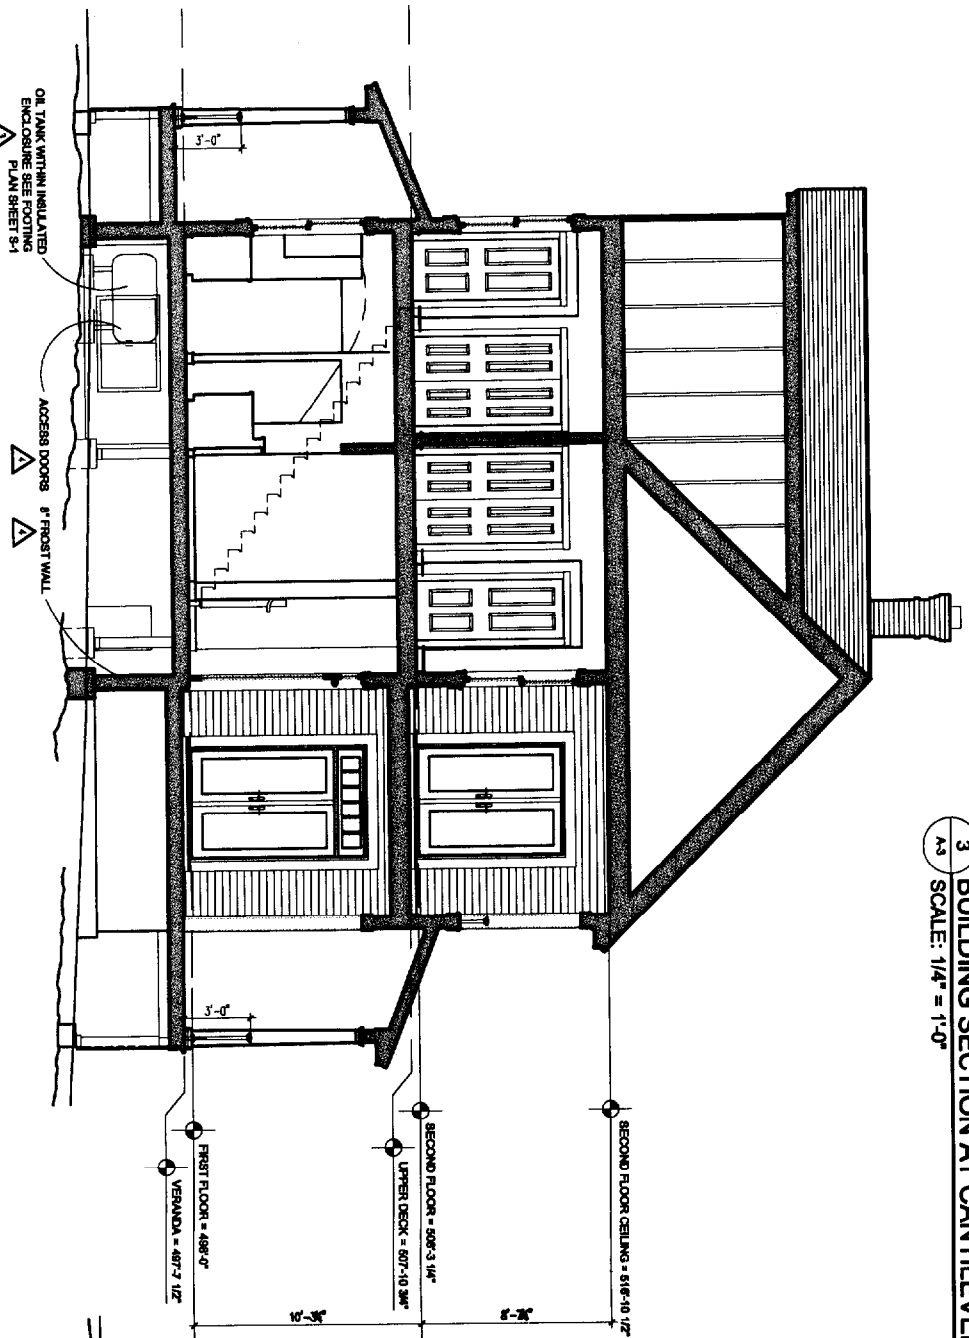 3
A-3
BUILDING SECTION AT CANTILEVE
SCALE: 1/4" = 1'-0"
SECOND FLOOR CEILING = 516'-10 1/2"
SECOND FLOOR = 508'-3 1/4"
UPPER DECK = 507'-10 3/4"
FIRST FLOOR = 498'-0"
VERANDA = 497'-7 1/2"
3'-0"
3'-0"
OIL TANK WITHIN INSULATED
ENCLOSURE SEE FOOTING
PLAN SHEET S-1
ACCESS DOORS
4
8" FROST WALL
4